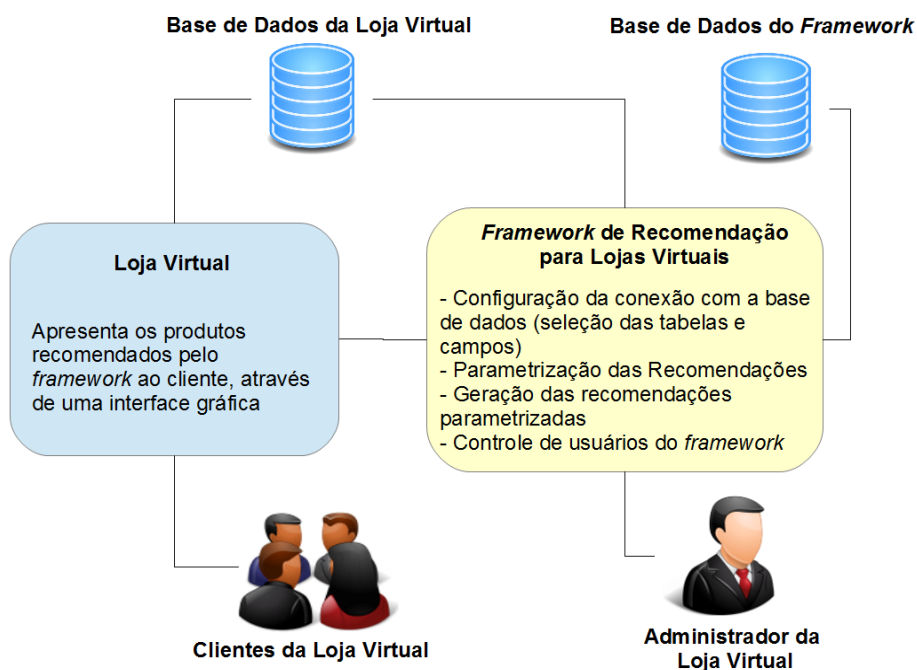 Base de Dados da Loja Virtual
Base de Dados do Framework
Loja Virtual
Apresenta os produtos
recomendados pelo
framework ao cliente, através
de uma interface gráfica
Framework de Recomendação
para Lojas Virtuais
- Configuração da conexão com a base
de dados (seleção das tabelas e
campos)
- Parametrização das Recomendações
- Geração das recomendações
parametrizadas
- Controle de usuários do framework
Clientes da Loja Virtual
Administrador da
Loja Virtual